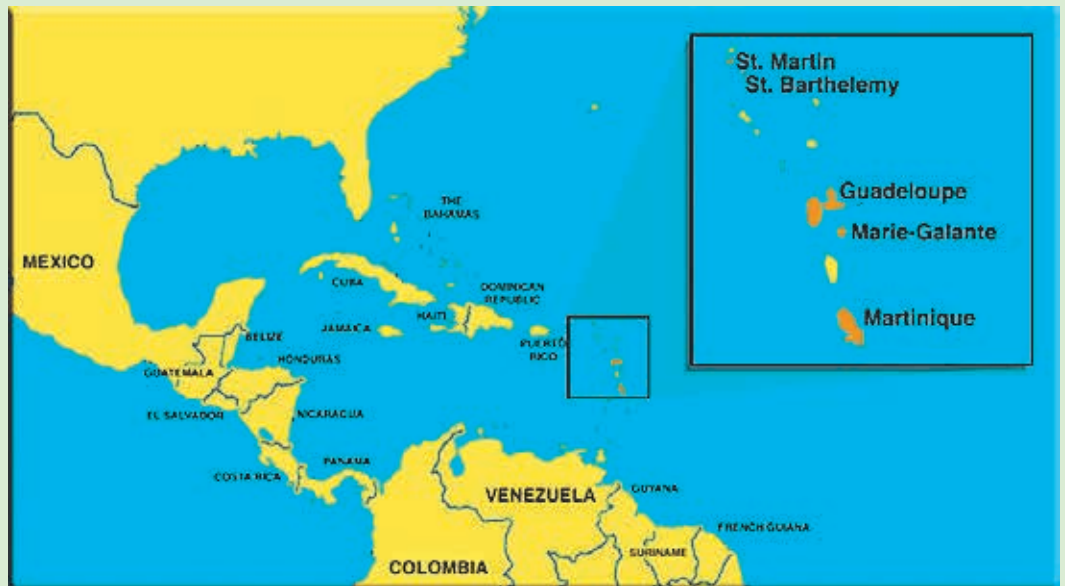 St. Martin
St. Barthelemy
Guadeloupe
Marie-Galante
Martinique
THE
BAHAMAS
MEXICO
CUBA
DOMINICAN
REPUBLIC
HAITI
JAMAICA
PUERTO
RICO
BELIZE
HONDURAS
GUATEMALA
EL SALVADOR
NICARAGUA
PANAMA
COSTA RICA
VENEZUELA
GUYANA
FRENCH GUIANA
SURINAME
COLOMBIA